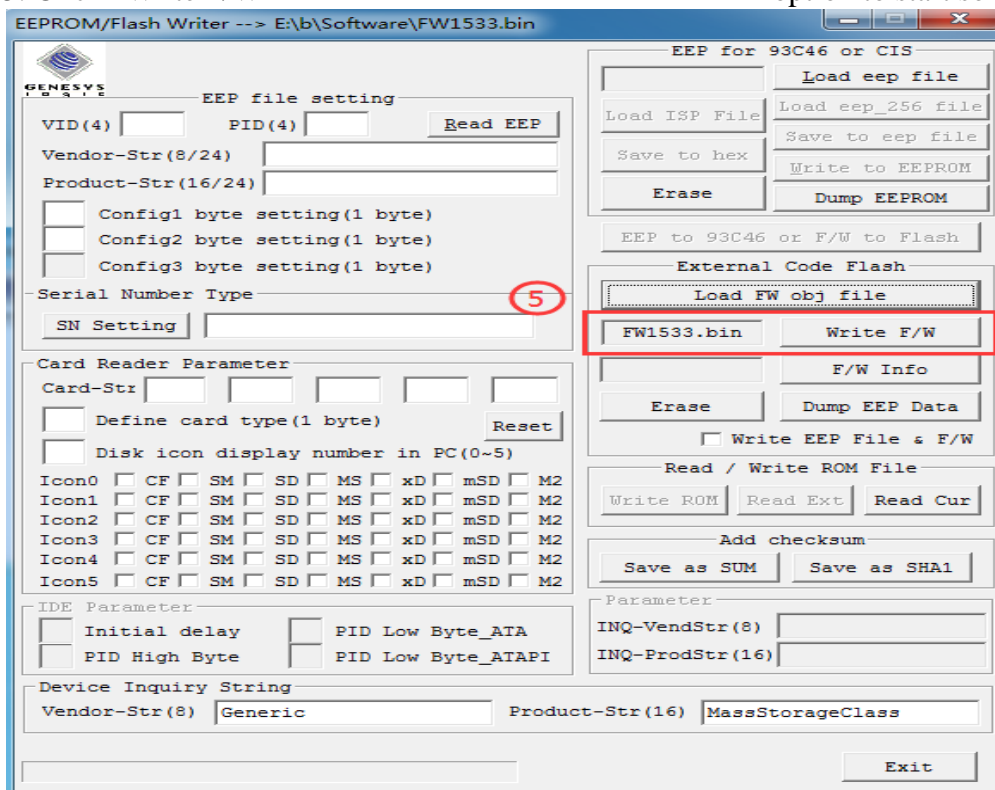 EEPROM/Flash Writer --> E:\b\Software\FW1533.bin
GENESYS
LOGIC
EEP file setting
VID(4) PID(4) Read EEP
Vendor-Str(8/24)
Product-Str(16/24)
Config1 byte setting(1 byte)
Config2 byte setting(1 byte)
Config3 byte setting(1 byte)
Serial Number Type
5
SN Setting
Card Reader Parameter
Card-Str
Define card type(1 byte) Reset
Disk icon display number in PC(0~5)
Icon0 CF SM SD MS xD mSD M2
Icon1 CF SM SD MS xD mSD M2
Icon2 CF SM SD MS xD mSD M2
Icon3 CF SM SD MS xD mSD M2
Icon4 CF SM SD MS xD mSD M2
Icon5 CF SM SD MS xD mSD M2
IDE Parameter
Initial delay PID Low Byte_ATA
PID High Byte PID Low Byte_ATAPI
EEP for 93C46 or CIS
Load eep file
Load ISP File Load eep_256 file
Save to eep file
Save to hex Write to EEPROM
Erase Dump EEPROM
EEP to 93C46 or F/W to Flash
External Code Flash
Load FW obj file
FW1533.bin Write F/W
F/W Info
Erase Dump EEP Data
Write EEP File & F/W
Read / Write ROM File
Write ROM Read Ext Read Cur
Add checksum
Save as SUM Save as SHA1
Parameter
INQ-VendStr(8)
INQ-ProdStr(16)
Device Inquiry String
Vendor-Str(8) Generic Product-Str(16) MassStorageClass
Exit